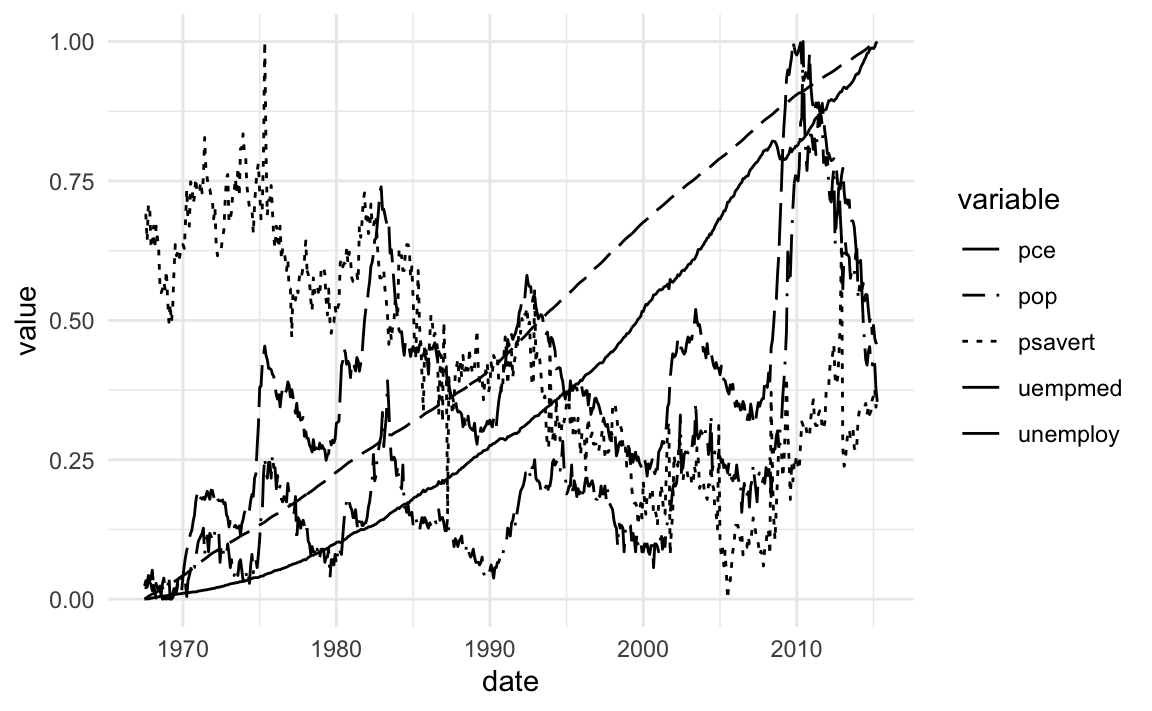 1.00
0.75
0.50
0.25
0.00
value
1970 1980 1990 2000 2010
date
variable
pce
pop
psavert
uempmed
unemploy